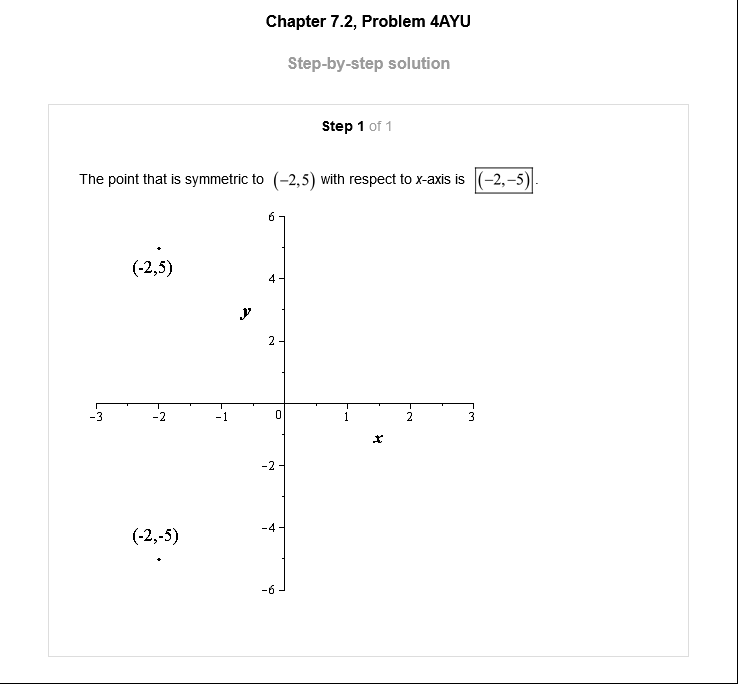 Chapter 7.2, Problem 4AYU
Step-by-step solution
Step 1 of 1
The point that is symmetric to (−2,5) with respect to x-axis is (−2,−5).
6
(-2,5)
4
y
2
−3 −2 −1 0 1 2 3
x
−2
(-2,-5)
−4
−6